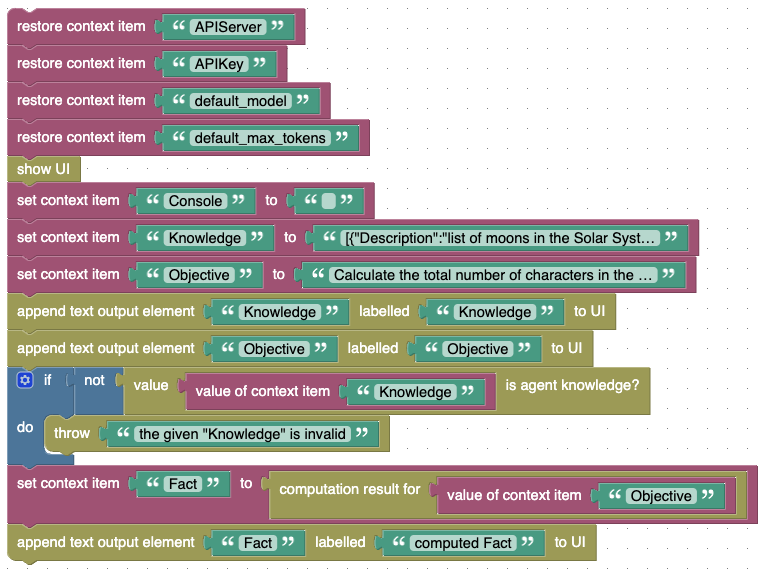 restore context item “ APIServer ”
restore context item “ APIKey ”
restore context item “ default_model ”
restore context item “ default_max_tokens ”
show UI
set context item “ Console ” to “ ”
set context item “ Knowledge ” to “ [{"Description":"list of moons in the Solar Syst… ”
set context item “ Objective ” to “ Calculate the total number of characters in the … ”
append text output element “ Knowledge ” labelled “ Knowledge ” to UI
append text output element “ Objective ” labelled “ Objective ” to UI
if not value value of context item “ Knowledge ” is agent knowledge?
do throw “ the given "Knowledge" is invalid ”
set context item “ Fact ” to computation result for value of context item “ Objective ”
append text output element “ Fact ” labelled “ computed Fact ” to UI